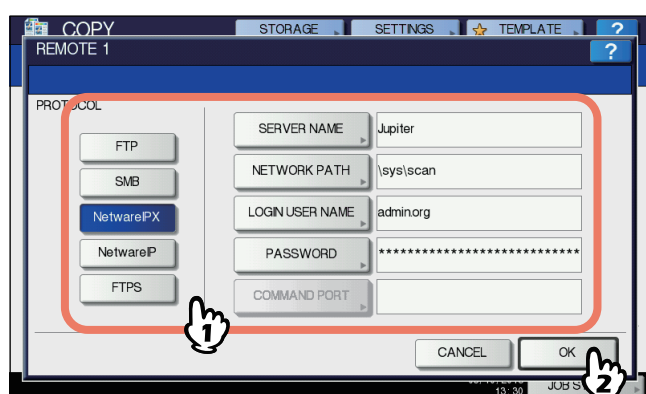 COPY
STORAGE
SETTINGS
TEMPLATE
?
REMOTE 1
?
PROTOCOL
FTP
SMB
NetwareIPX
NetwareIP
FTPS
SERVER NAME
Jupiter
NETWORK PATH
\sys\scan
LOGIN USER NAME
admin.org
PASSWORD
*****************************
COMMAND PORT
1
CANCEL
OK
2
13:30
JOB S